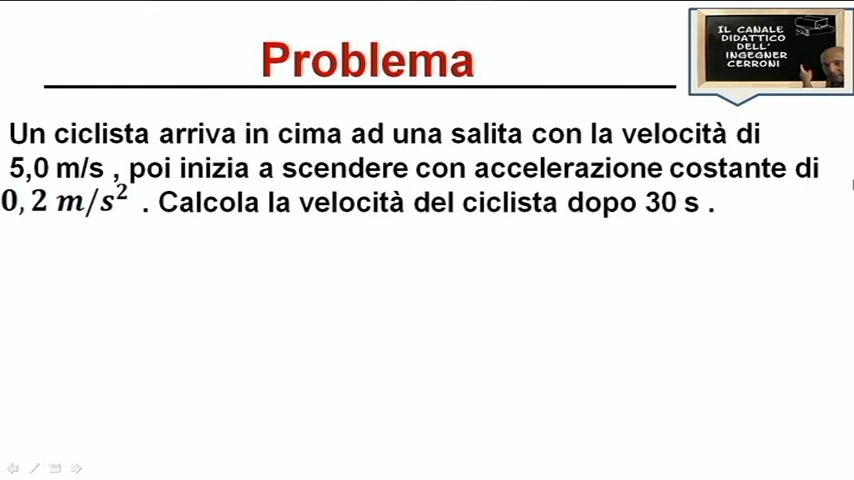 Problema
IL CANALE
DIDATTICO
DELL'
INGEGNER
CERRONI
Un ciclista arriva in cima ad una salita con la velocità di
5,0 m/s , poi inizia a scendere con accelerazione costante di
0, 2 m/s² . Calcola la velocità del ciclista dopo 30 s .